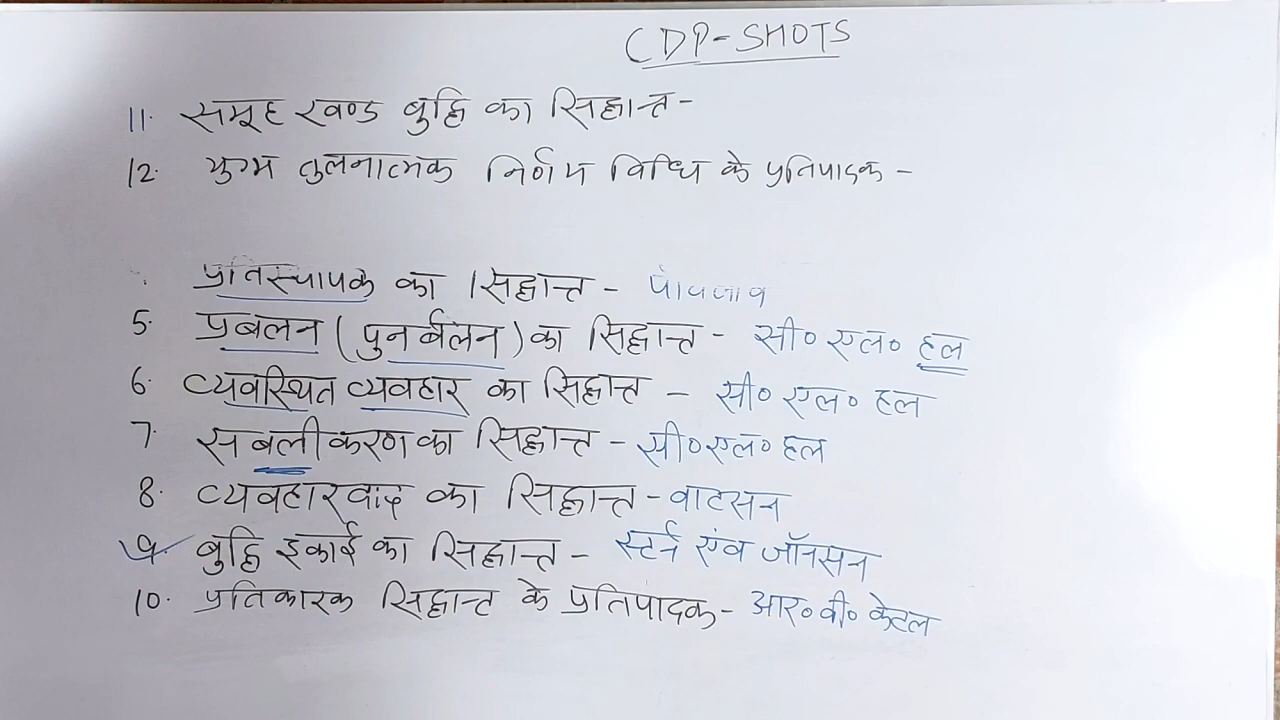 CDP-SHOTS
11. समूह खण्ड बुद्धि का सिद्धान्त-
12. युग्म तुलनात्मक निर्णय विधि के प्रतिपादक -
प्रतिस्थापक का सिद्धान्त - पॉवलाव
5. प्रबलन (पुनर्बलन) का सिद्धान्त - सी० एल० हल
6. व्यवस्थित व्यवहार का सिद्धान्त - सी० एल० हल
7. सबलीकरण का सिद्धान्त - सी० एल० हल
8. व्यवहारवाद का सिद्धान्त - वाटसन
9. बुद्धि इकाई का सिद्धान्त - स्टर्न एंव जॉनसन
10. प्रतिकारक सिद्धान्त के प्रतिपादक - आर० वी० केटल